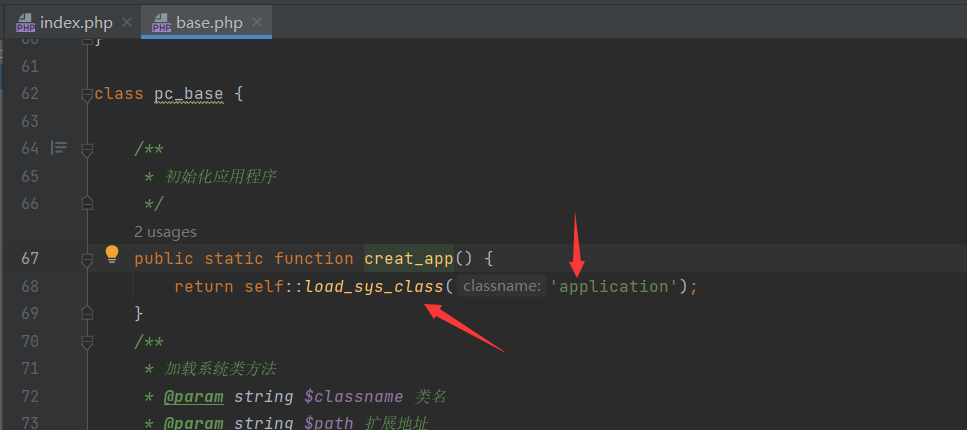 index.php base.php
60 }
61
62 class pc_base {
63
64 /**
65 * 初始化应用程序
66 */
2 usages
67 public static function creat_app() {
68 return self::load_sys_class( classname: 'application');
69 }
70 /**
71 * 加载系统类方法
72 * @param string $classname 类名
73 * @param string $path 扩展地址